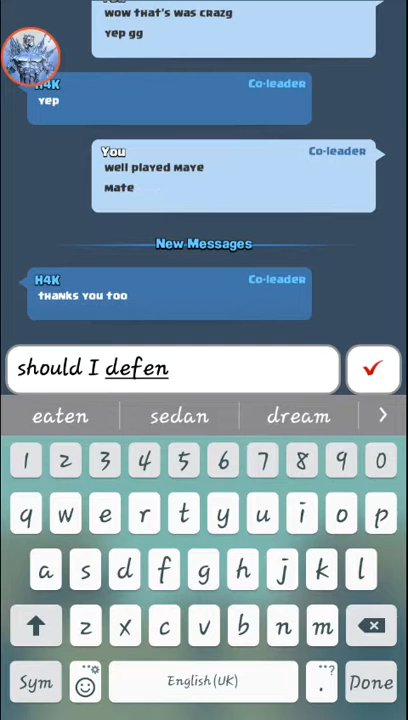 wow that's was crazg
yep gg
H4K Co-leader
yep
You Co-leader
well played maye
mate
New Messages
H4K Co-leader
thanks you too
should I defen
eaten sedan dream >
1 2 3 4 5 6 7 8 9 0
q w e r t y u i o p
a s d f g h j k l
z x c v b n m
Sym English(UK) . ? Done